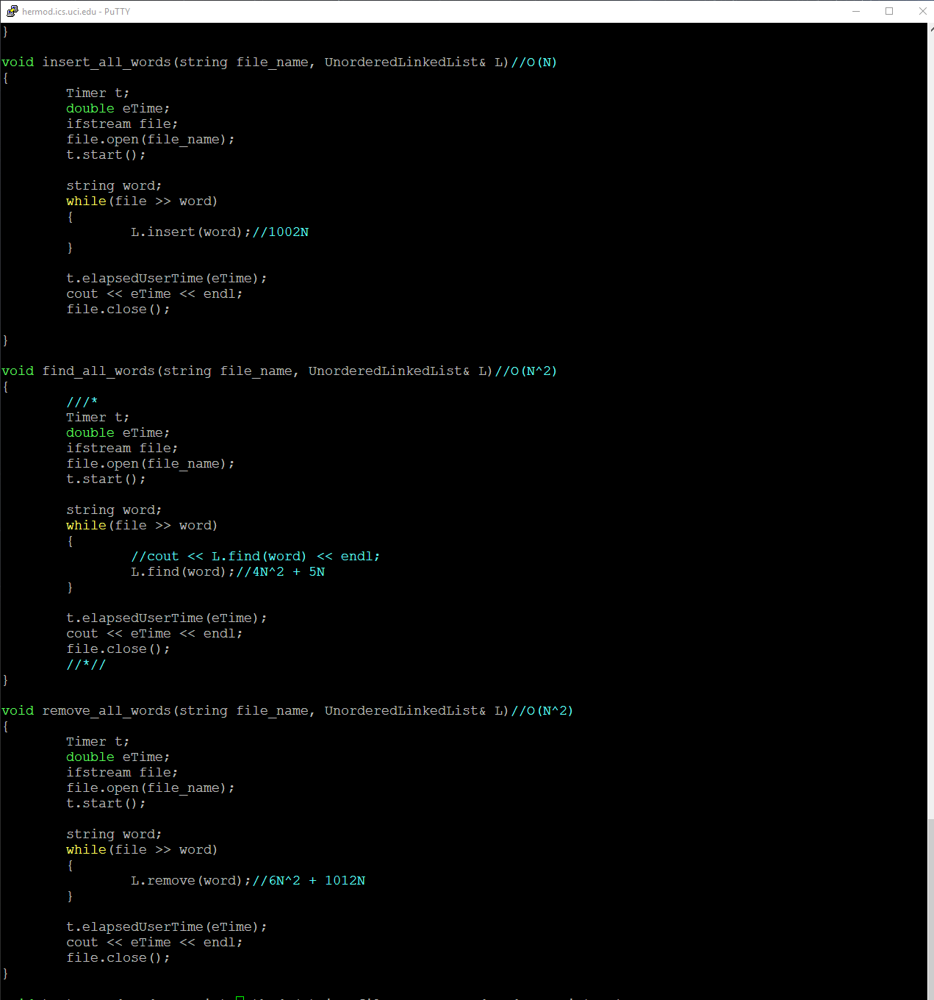 hermod.ics.uci.edu - PuTTY
}
void insert_all_words(string file_name, UnorderedLinkedList& L)//O(N)
{
Timer t;
double eTime;
ifstream file;
file.open(file_name);
t.start();
string word;
while(file >> word)
{
L.insert(word);//1002N
}
t.elapsedUserTime(eTime);
cout << eTime << endl;
file.close();
}
void find_all_words(string file_name, UnorderedLinkedList& L)//O(N^2)
{
///*
Timer t;
double eTime;
ifstream file;
file.open(file_name);
t.start();
string word;
while(file >> word)
{
//cout << L.find(word) << endl;
L.find(word);//4N^2 + 5N
}
t.elapsedUserTime(eTime);
cout << eTime << endl;
file.close();
//*//
}
void remove_all_words(string file_name, UnorderedLinkedList& L)//O(N^2)
{
Timer t;
double eTime;
ifstream file;
file.open(file_name);
t.start();
string word;
while(file >> word)
{
L.remove(word);//6N^2 + 1012N
}
t.elapsedUserTime(eTime);
cout << eTime << endl;
file.close();
}